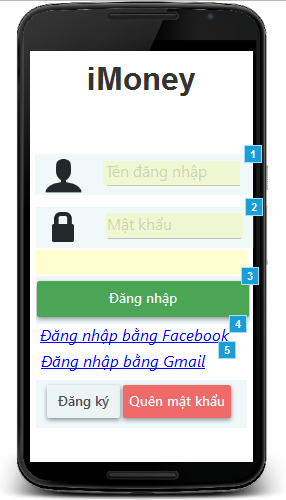 iMoney
1
Tên đăng nhập
2
Mật khẩu
3
Đăng nhập
4
Đăng nhập bằng Facebook
5
Đăng nhập bằng Gmail
Đăng ký Quên mật khẩu